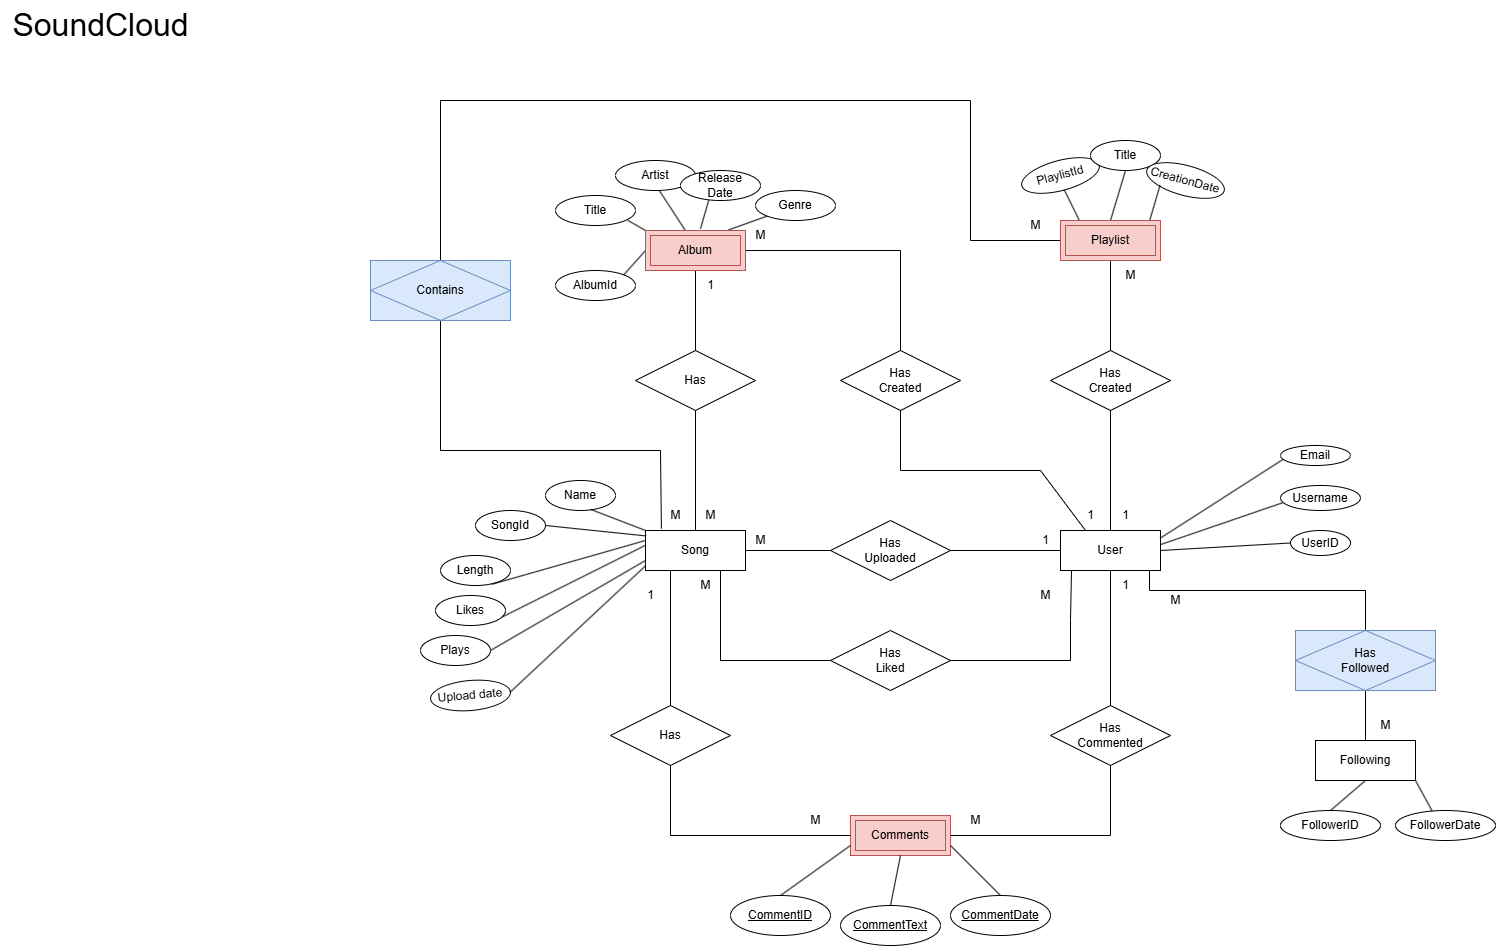 SoundCloud
Title
PlaylistId
CreationDate
Artist
Release
Date
Title
Genre
M
M
Album
Playlist
AlbumId
1
M
Contains
Has
Has
Created
Has
Created
Email
Name
Username
SongId
M
M
1
1
M
1
Song
Has
Uploaded
User
UserID
Length
1
M
M
1
M
Likes
Plays
Has
Liked
Has
Followed
Upload date
Has
Has
Commented
M
Following
M
M
Comments
FollowerID
FollowerDate
CommentID
CommentText
CommentDate